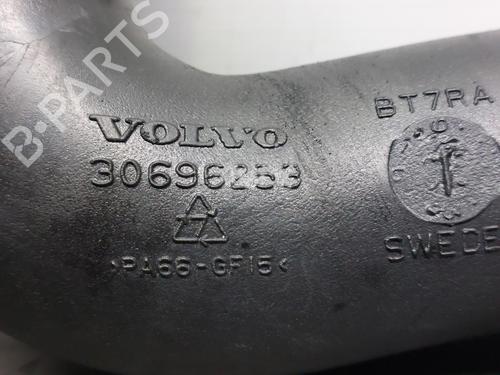 B-PARTS
VOLVO
30696253
>PA66-GF15<
BT7RA
SWEDE